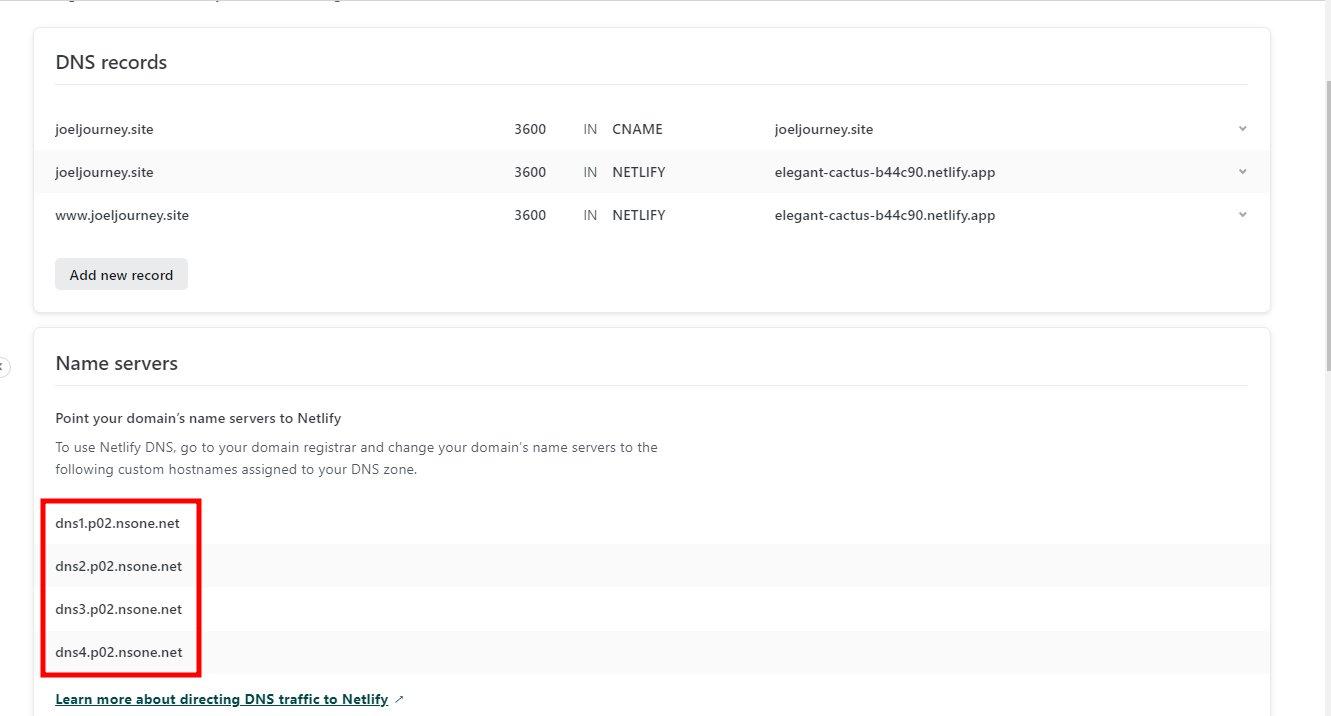 DNS records
joeljourney.site 3600 IN CNAME joeljourney.site
joeljourney.site 3600 IN NETLIFY elegant-cactus-b44c90.netlify.app
www.joeljourney.site 3600 IN NETLIFY elegant-cactus-b44c90.netlify.app
Add new record
Name servers
Point your domain’s name servers to Netlify
To use Netlify DNS, go to your domain registrar and change your domain’s name servers to the
following custom hostnames assigned to your DNS zone.
dns1.p02.nsone.net
dns2.p02.nsone.net
dns3.p02.nsone.net
dns4.p02.nsone.net
Learn more about directing DNS traffic to Netlify ↗